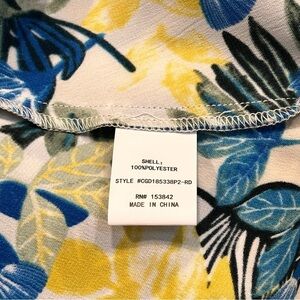 SHELL;
100%POLYESTER
STYLE #CGD185338P2-RD
RN# 153842
MADE IN CHINA